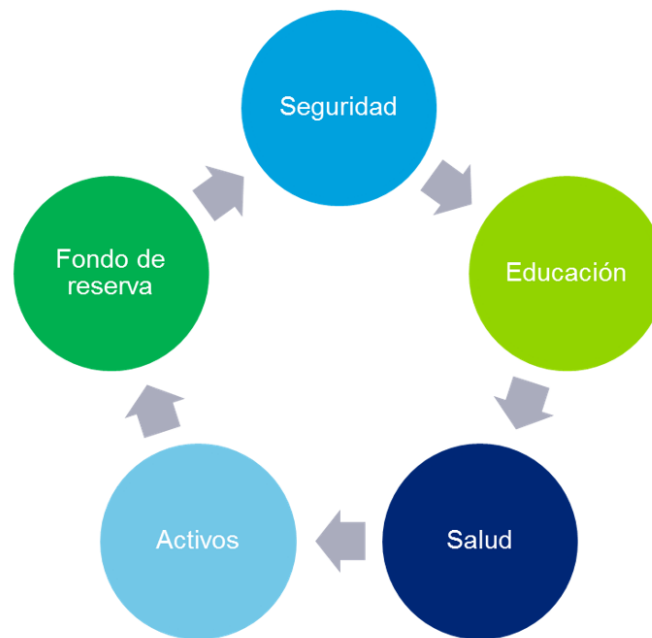 Seguridad
Educación
Salud
Activos
Fondo de
reserva